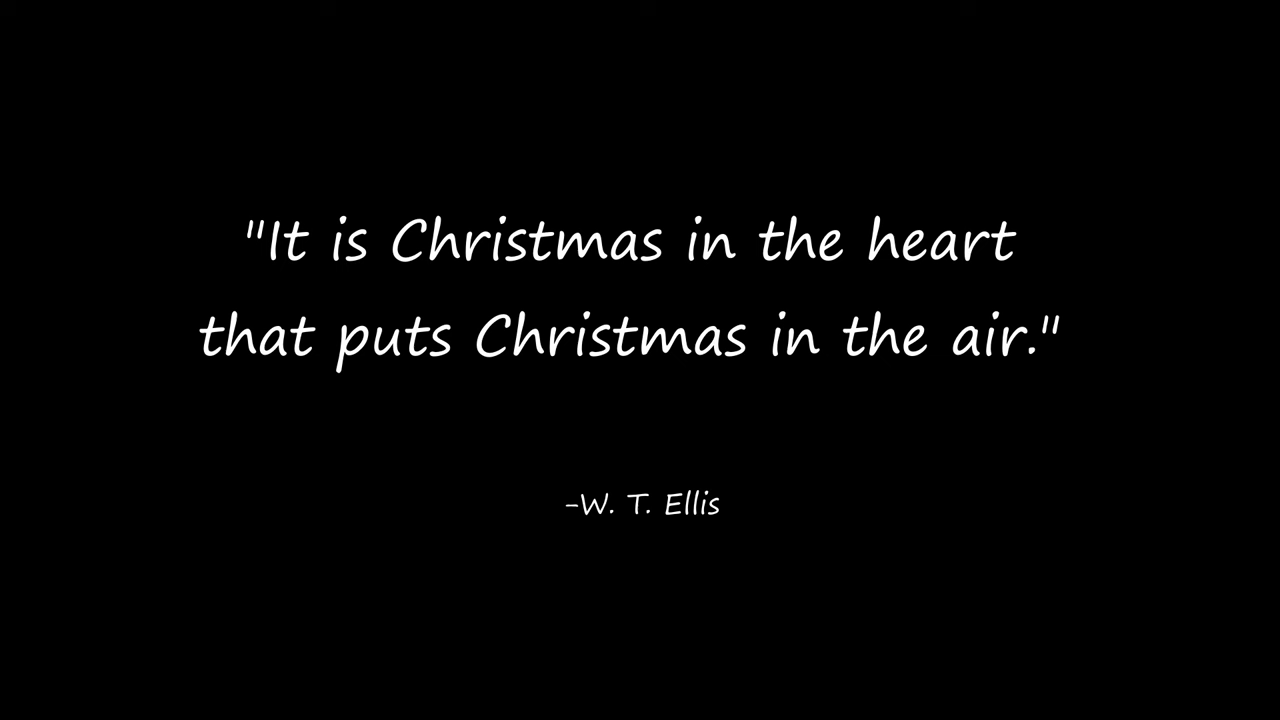 "It is Christmas in the heart
that puts Christmas in the air."
-W. T. Ellis